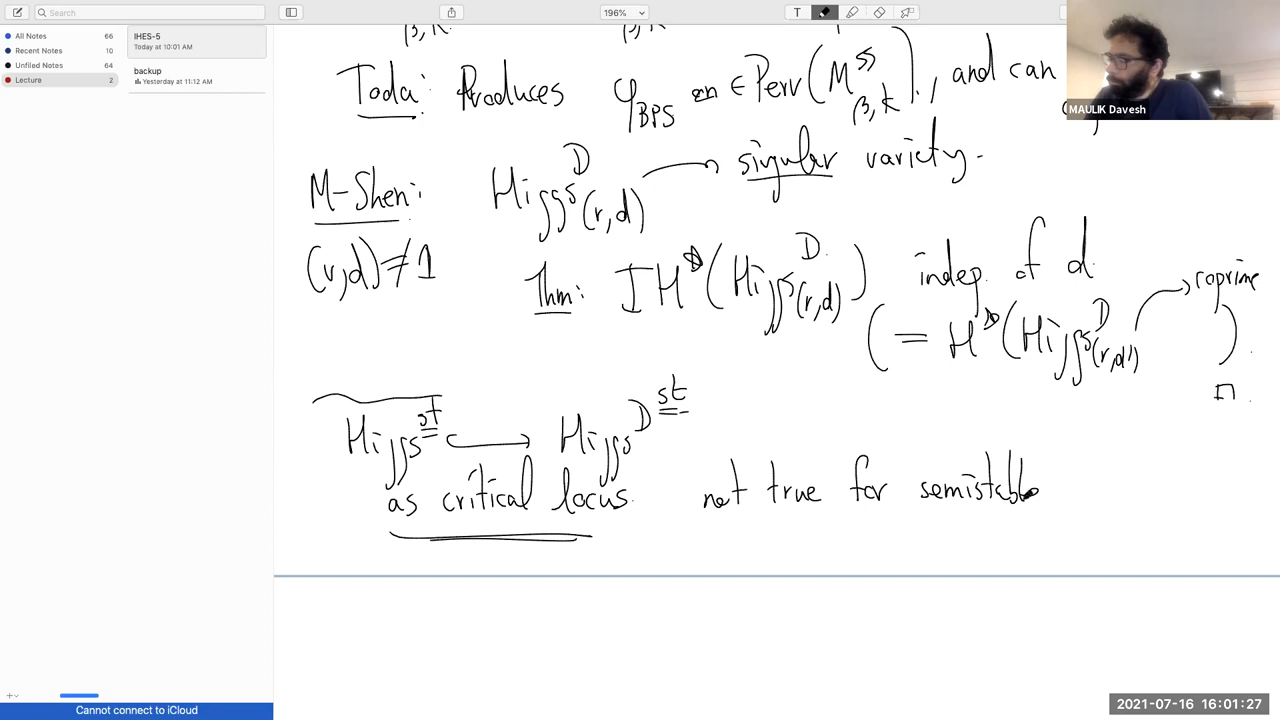 Search
196%
T
All Notes 66
Recent Notes 10
Unfiled Notes 64
Lecture 2
IHES-5
Today at 10:01 AM
backup
Yesterday at 11:12 AM
β, k. β, k
Toda: Produces φ_BPS ∈ Perv(M^ss_β,k), and can
MAULIK Davesh
M-Shen: Higgs^D_(r,d) → singular variety.
(r,d)≠1 Thm: IH^*(Higgs^D_(r,d)) indep. of d
(= H^*(Higgs^D_(r,d')) → coprime ). □.
Higgs^st ↪ Higgs^D st
as critical locus. not true for semistable
Cannot connect to iCloud
2021-07-16 16:01:27